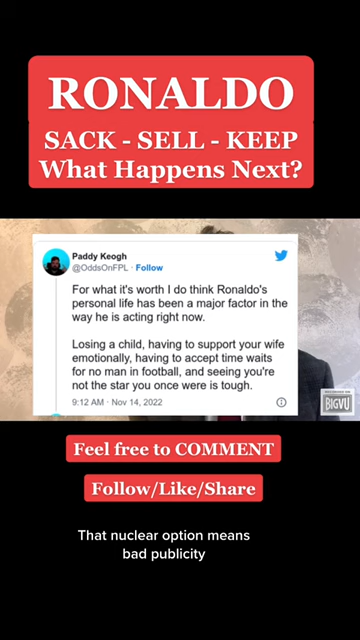 RONALDO
SACK - SELL - KEEP
What Happens Next?
Paddy Keogh
@OddsOnFPL · Follow
For what it's worth I do think Ronaldo's
personal life has been a major factor in the
way he is acting right now.
Losing a child, having to support your wife
emotionally, having to accept time waits
for no man in football, and seeing you're
not the star you once were is tough.
9:12 AM · Nov 14, 2022
BIGVU
Feel free to COMMENT
Follow/Like/Share
That nuclear option means
bad publicity